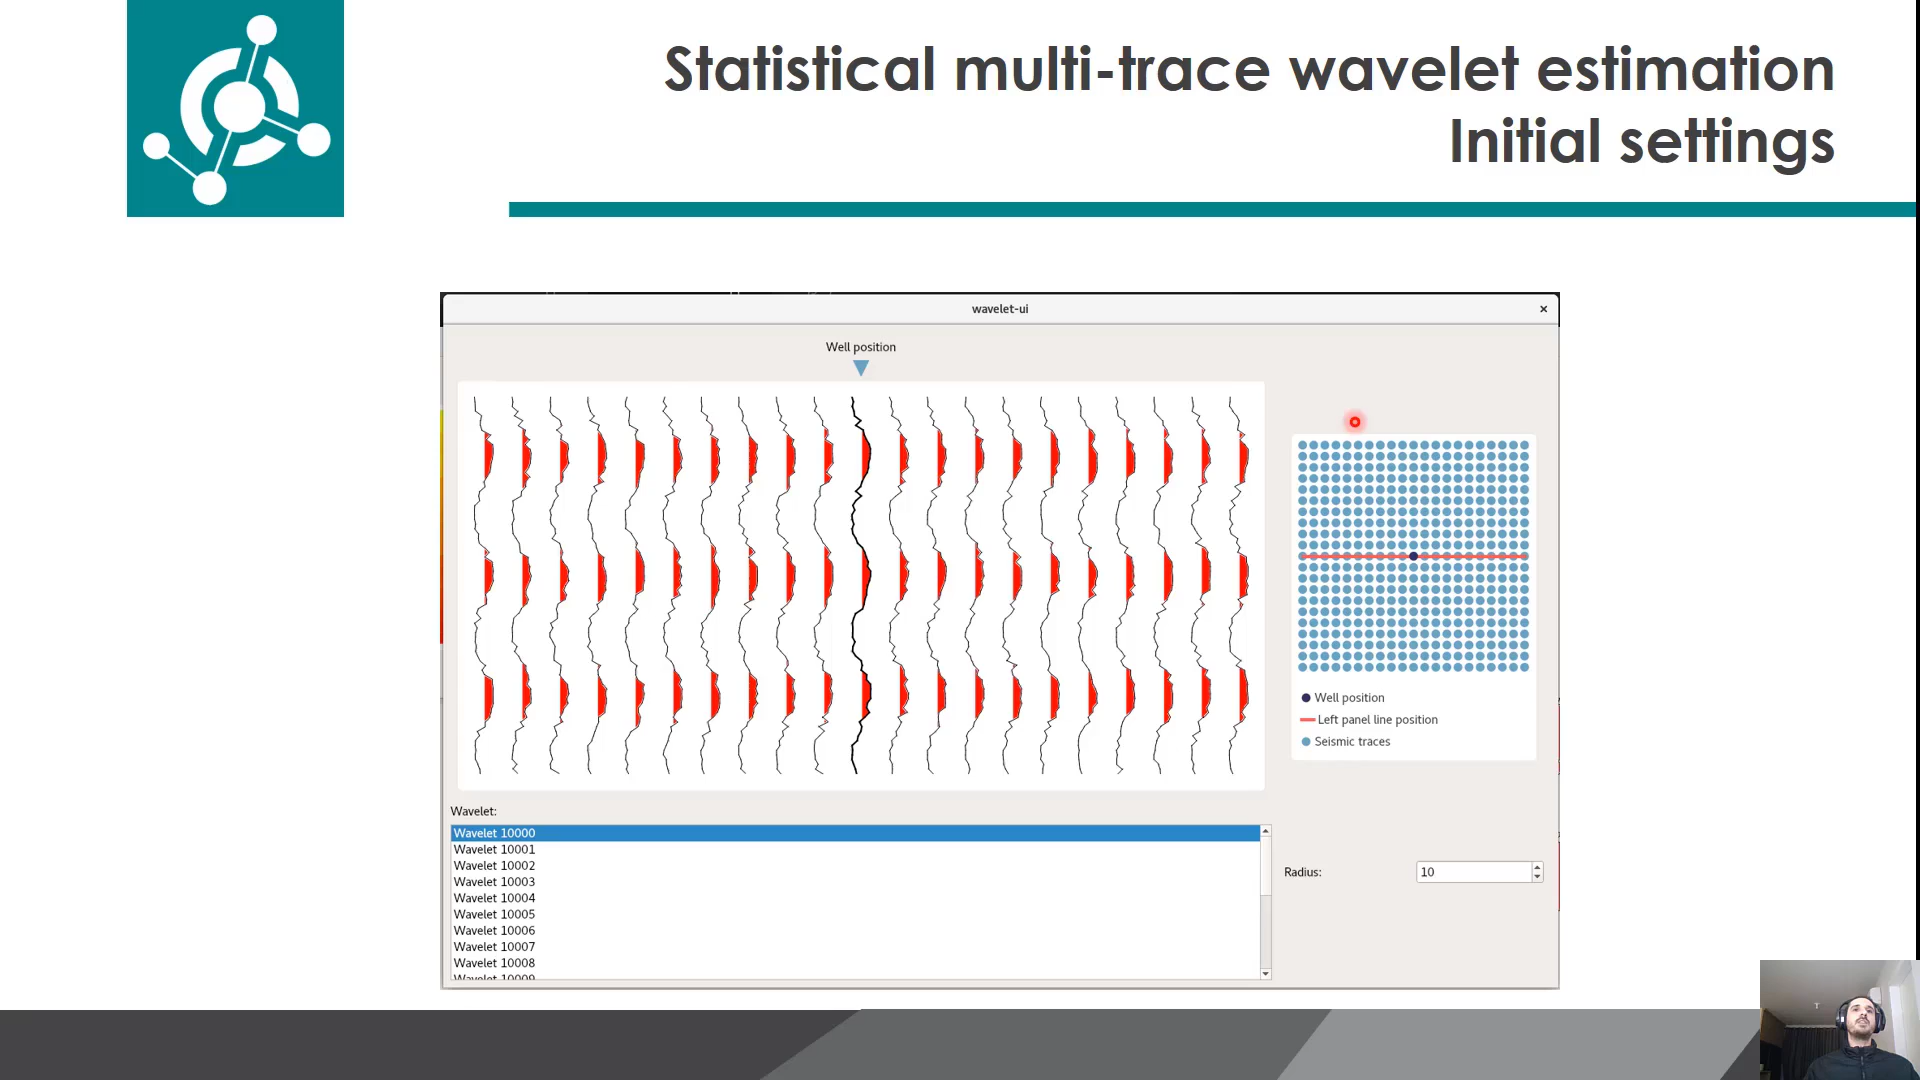 Statistical multi-trace wavelet estimation
Initial settings
wavelet-ui
Well position
Well position
Left panel line position
Seismic traces
Wavelet:
Wavelet 10000
Wavelet 10001
Wavelet 10002
Wavelet 10003
Wavelet 10004
Wavelet 10005
Wavelet 10006
Wavelet 10007
Wavelet 10008
Wavelet 10009
Radius:
10